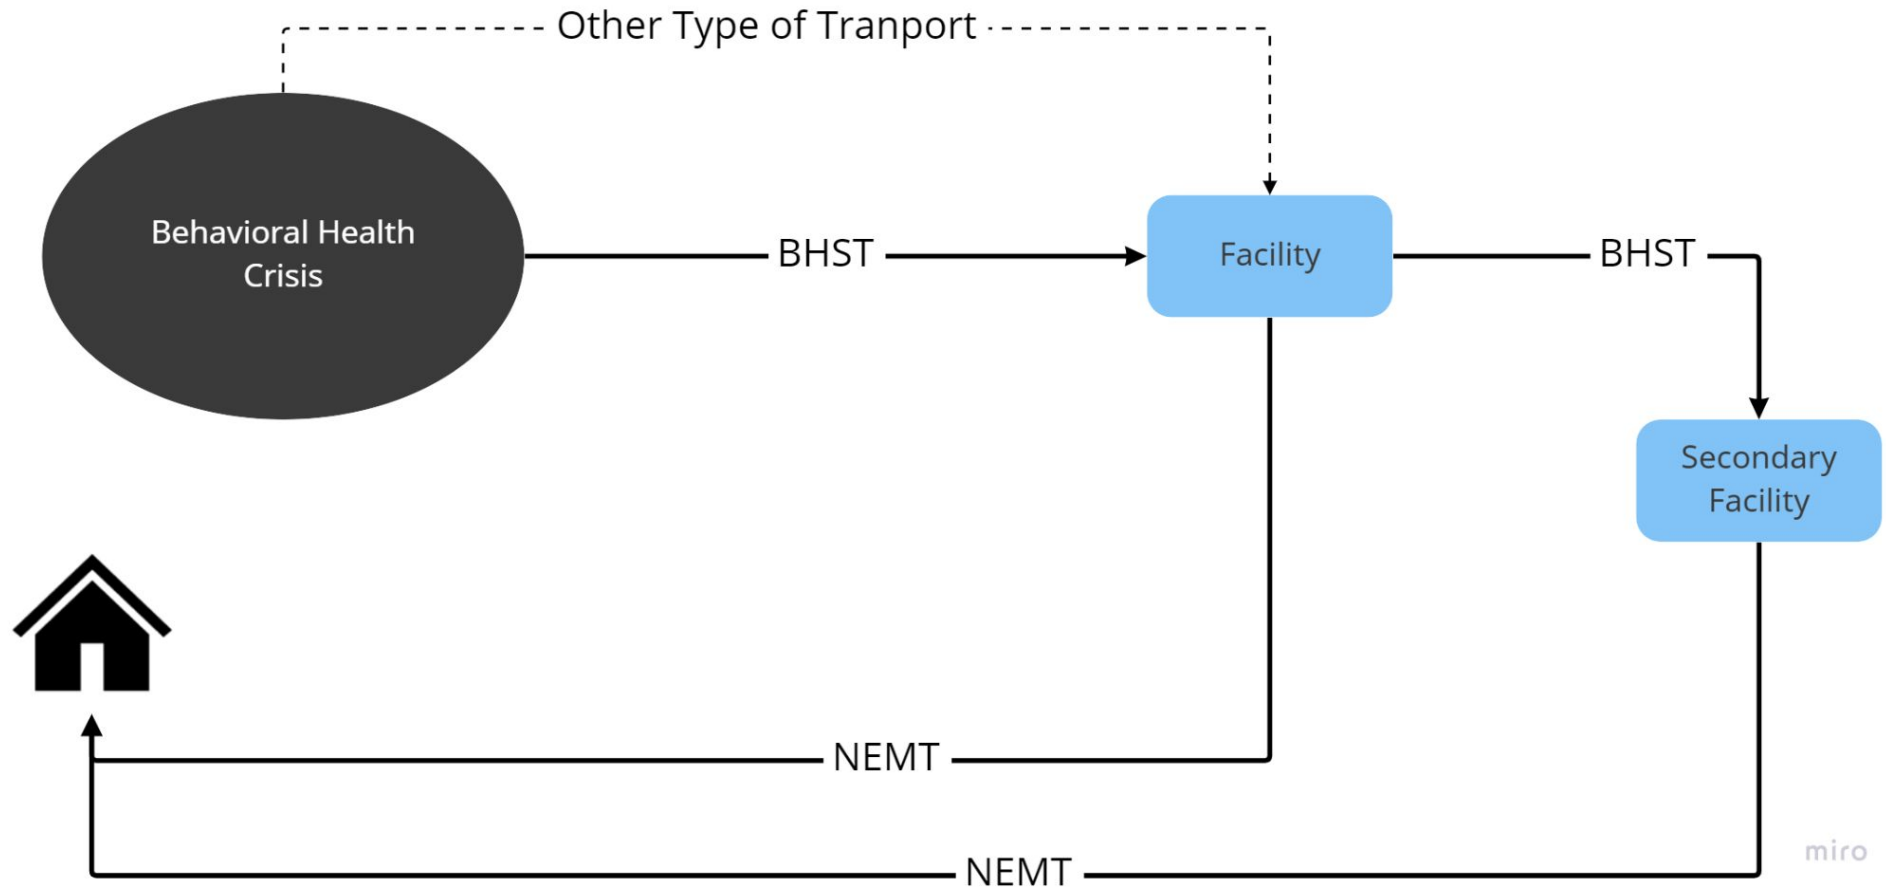 Other Type of Tranport
Behavioral Health
Crisis
BHST
Facility
BHST
Secondary
Facility
NEMT
NEMT
miro